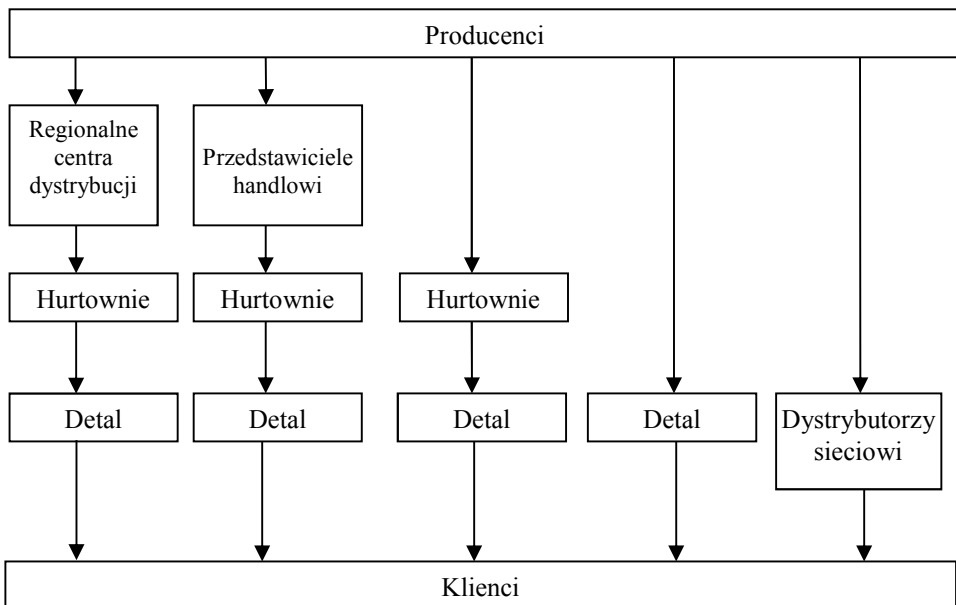 Producenci
Regionalne
centra
dystrybucji
Przedstawiciele
handlowi
Hurtownie
Hurtownie
Hurtownie
Detal
Detal
Detal
Detal
Dystrybutorzy
sieciowi
Klienci